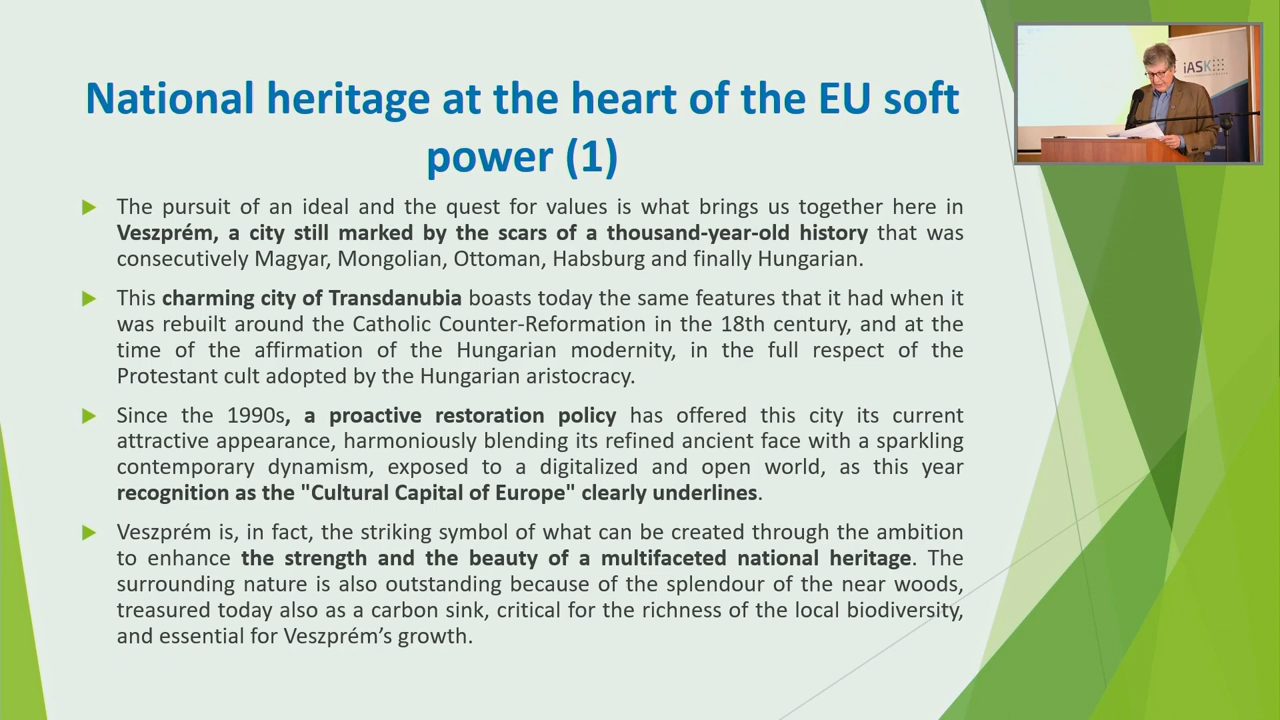 National heritage at the heart of the EU soft
power (1)
The pursuit of an ideal and the quest for values is what brings us together here in
Veszprém, a city still marked by the scars of a thousand-year-old history that was
consecutively Magyar, Mongolian, Ottoman, Habsburg and finally Hungarian.
This charming city of Transdanubia boasts today the same features that it had when it
was rebuilt around the Catholic Counter-Reformation in the 18th century, and at the
time of the affirmation of the Hungarian modernity, in the full respect of the
Protestant cult adopted by the Hungarian aristocracy.
Since the 1990s, a proactive restoration policy has offered this city its current
attractive appearance, harmoniously blending its refined ancient face with a sparkling
contemporary dynamism, exposed to a digitalized and open world, as this year
recognition as the "Cultural Capital of Europe" clearly underlines.
Veszprém is, in fact, the striking symbol of what can be created through the ambition
to enhance the strength and the beauty of a multifaceted national heritage. The
surrounding nature is also outstanding because of the splendour of the near woods,
treasured today also as a carbon sink, critical for the richness of the local biodiversity,
and essential for Veszprém’s growth.
iASK